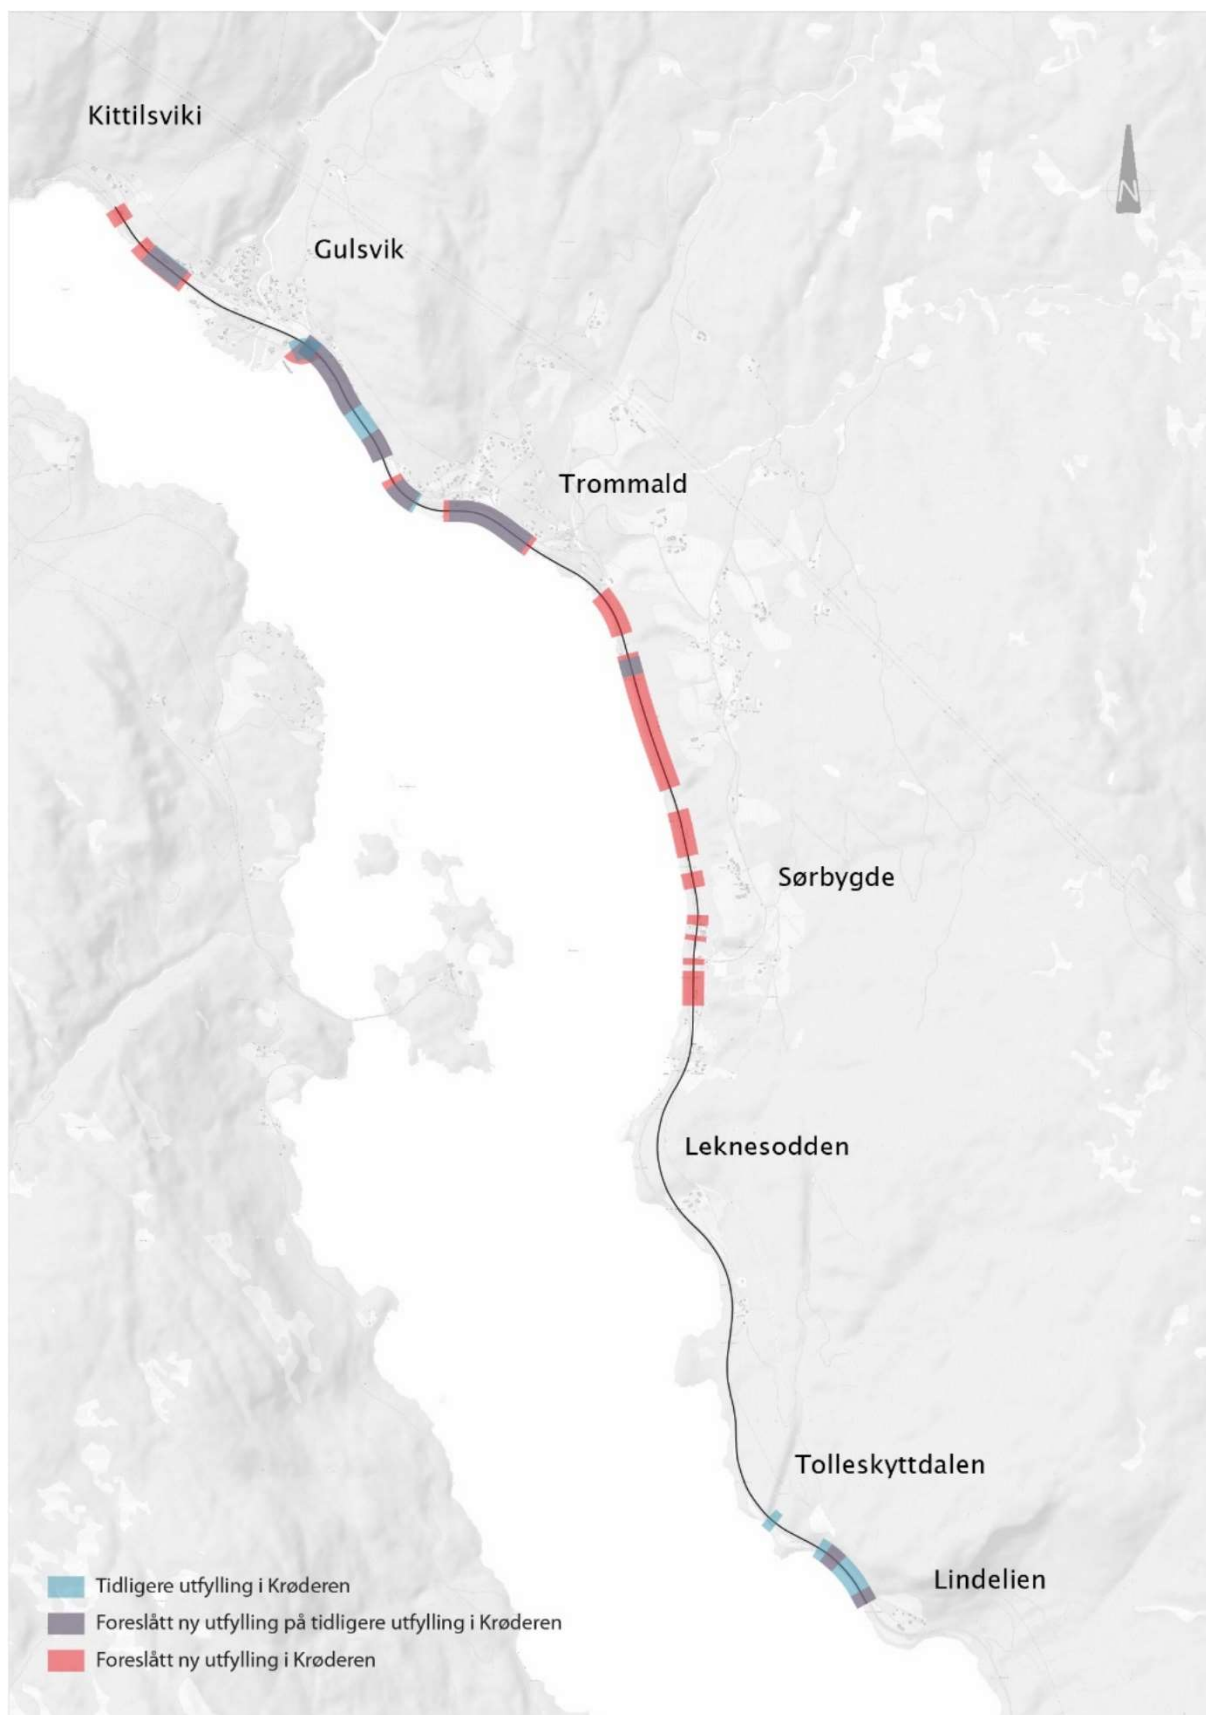 Kittilsviki
N
Gulsvik
Trommald
Sørbygde
Leknesodden
Tolleskyttdalen
Lindelien
Tidligere utfylling i Krøderen
Foreslått ny utfylling på tidligere utfylling i Krøderen
Foreslått ny utfylling i Krøderen